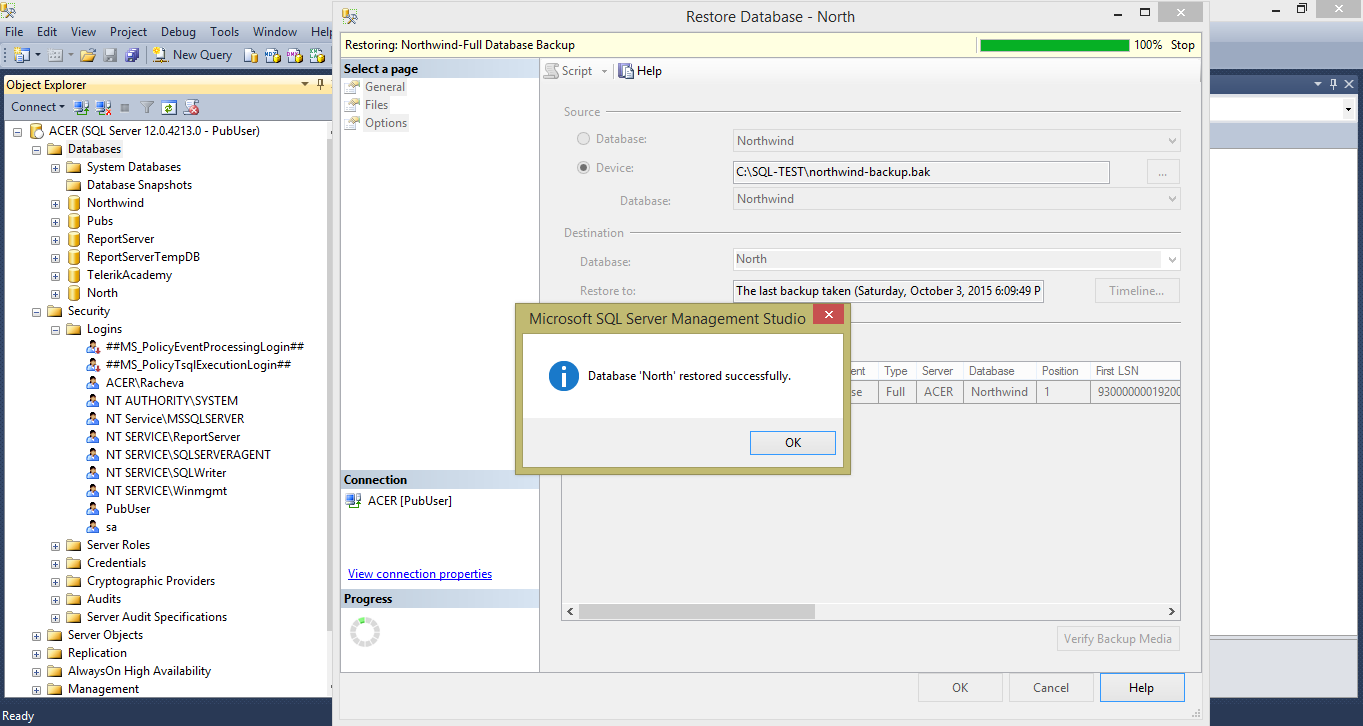 Restore Database - North
File Edit View Project Debug Tools Window Help
New Query
Object Explorer
Connect
ACER (SQL Server 12.0.4213.0 - PubUser)
Databases
System Databases
Database Snapshots
Northwind
Pubs
ReportServer
ReportServerTempDB
TelerikAcademy
North
Security
Logins
##MS_PolicyEventProcessingLogin##
##MS_PolicyTsqlExecutionLogin##
ACER\Racheva
NT AUTHORITY\SYSTEM
NT Service\MSSQLSERVER
NT SERVICE\ReportServer
NT SERVICE\SQLSERVERAGENT
NT SERVICE\SQLWriter
NT SERVICE\Winmgmt
PubUser
sa
Server Roles
Credentials
Cryptographic Providers
Audits
Server Audit Specifications
Server Objects
Replication
AlwaysOn High Availability
Management
Ready
Restoring: Northwind-Full Database Backup
100% Stop
Select a page
General
Files
Options
Connection
ACER [PubUser]
View connection properties
Progress
Script Help
Source
Database: Northwind
Device: C:\SQL-TEST\northwind-backup.bak ...
Database: Northwind
Destination
Database: North
Restore to: The last backup taken (Saturday, October 3, 2015 6:09:49 P Timeline...
Type Server Database Position First LSN
Full ACER Northwind 1 93000000019200
Microsoft SQL Server Management Studio
Database 'North' restored successfully.
OK
Verify Backup Media
OK Cancel Help